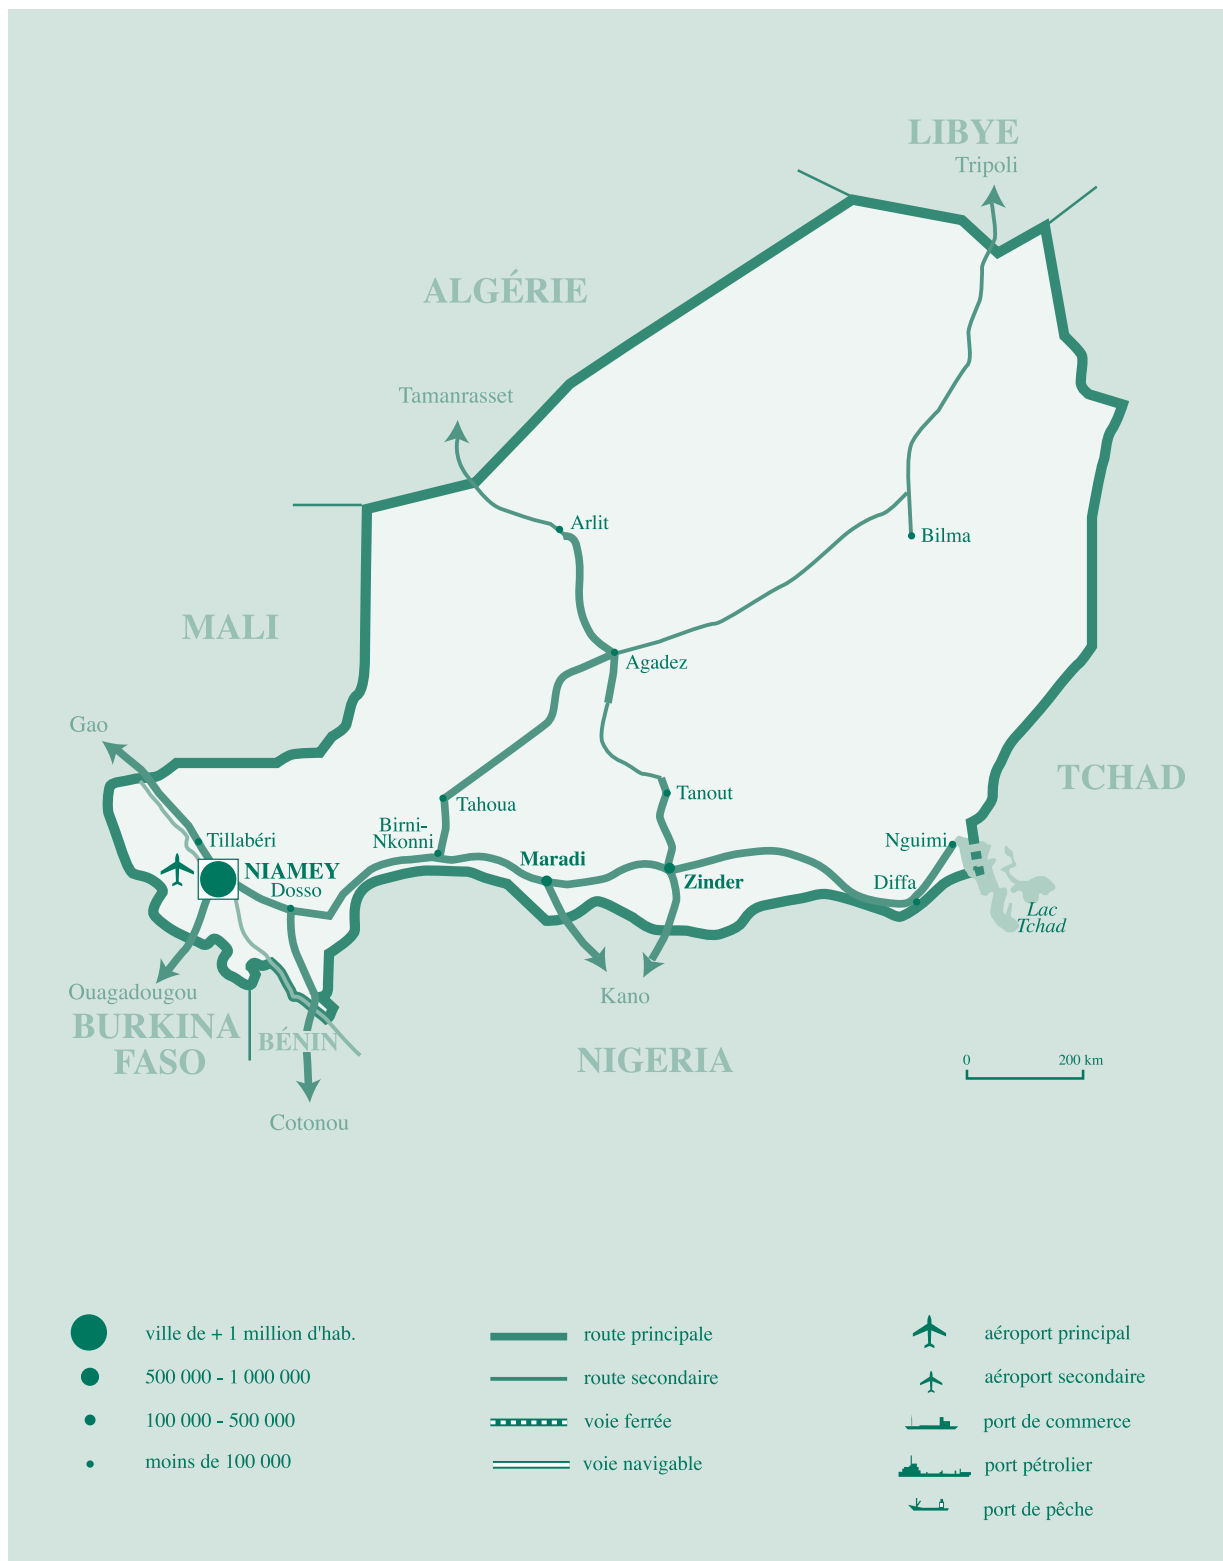 LIBYE
Tripoli
ALGÉRIE
Tamanrasset
Arlit
Bilma
MALI
Agadez
Gao
TCHAD
Tahoua
Tanout
Birni-
Nkonni
Tillabéri
Nguimi
Maradi
NIAMEY
Dosso
Zinder
Diffa
Lac
Tchad
Ouagadougou
Kano
BURKINA
FASO
BÉNIN
NIGERIA
0 200 km
Cotonou
ville de + 1 million d'hab.
500 000 - 1 000 000
100 000 - 500 000
moins de 100 000
route principale
route secondaire
voie ferrée
voie navigable
aéroport principal
aéroport secondaire
port de commerce
port pétrolier
port de pêche